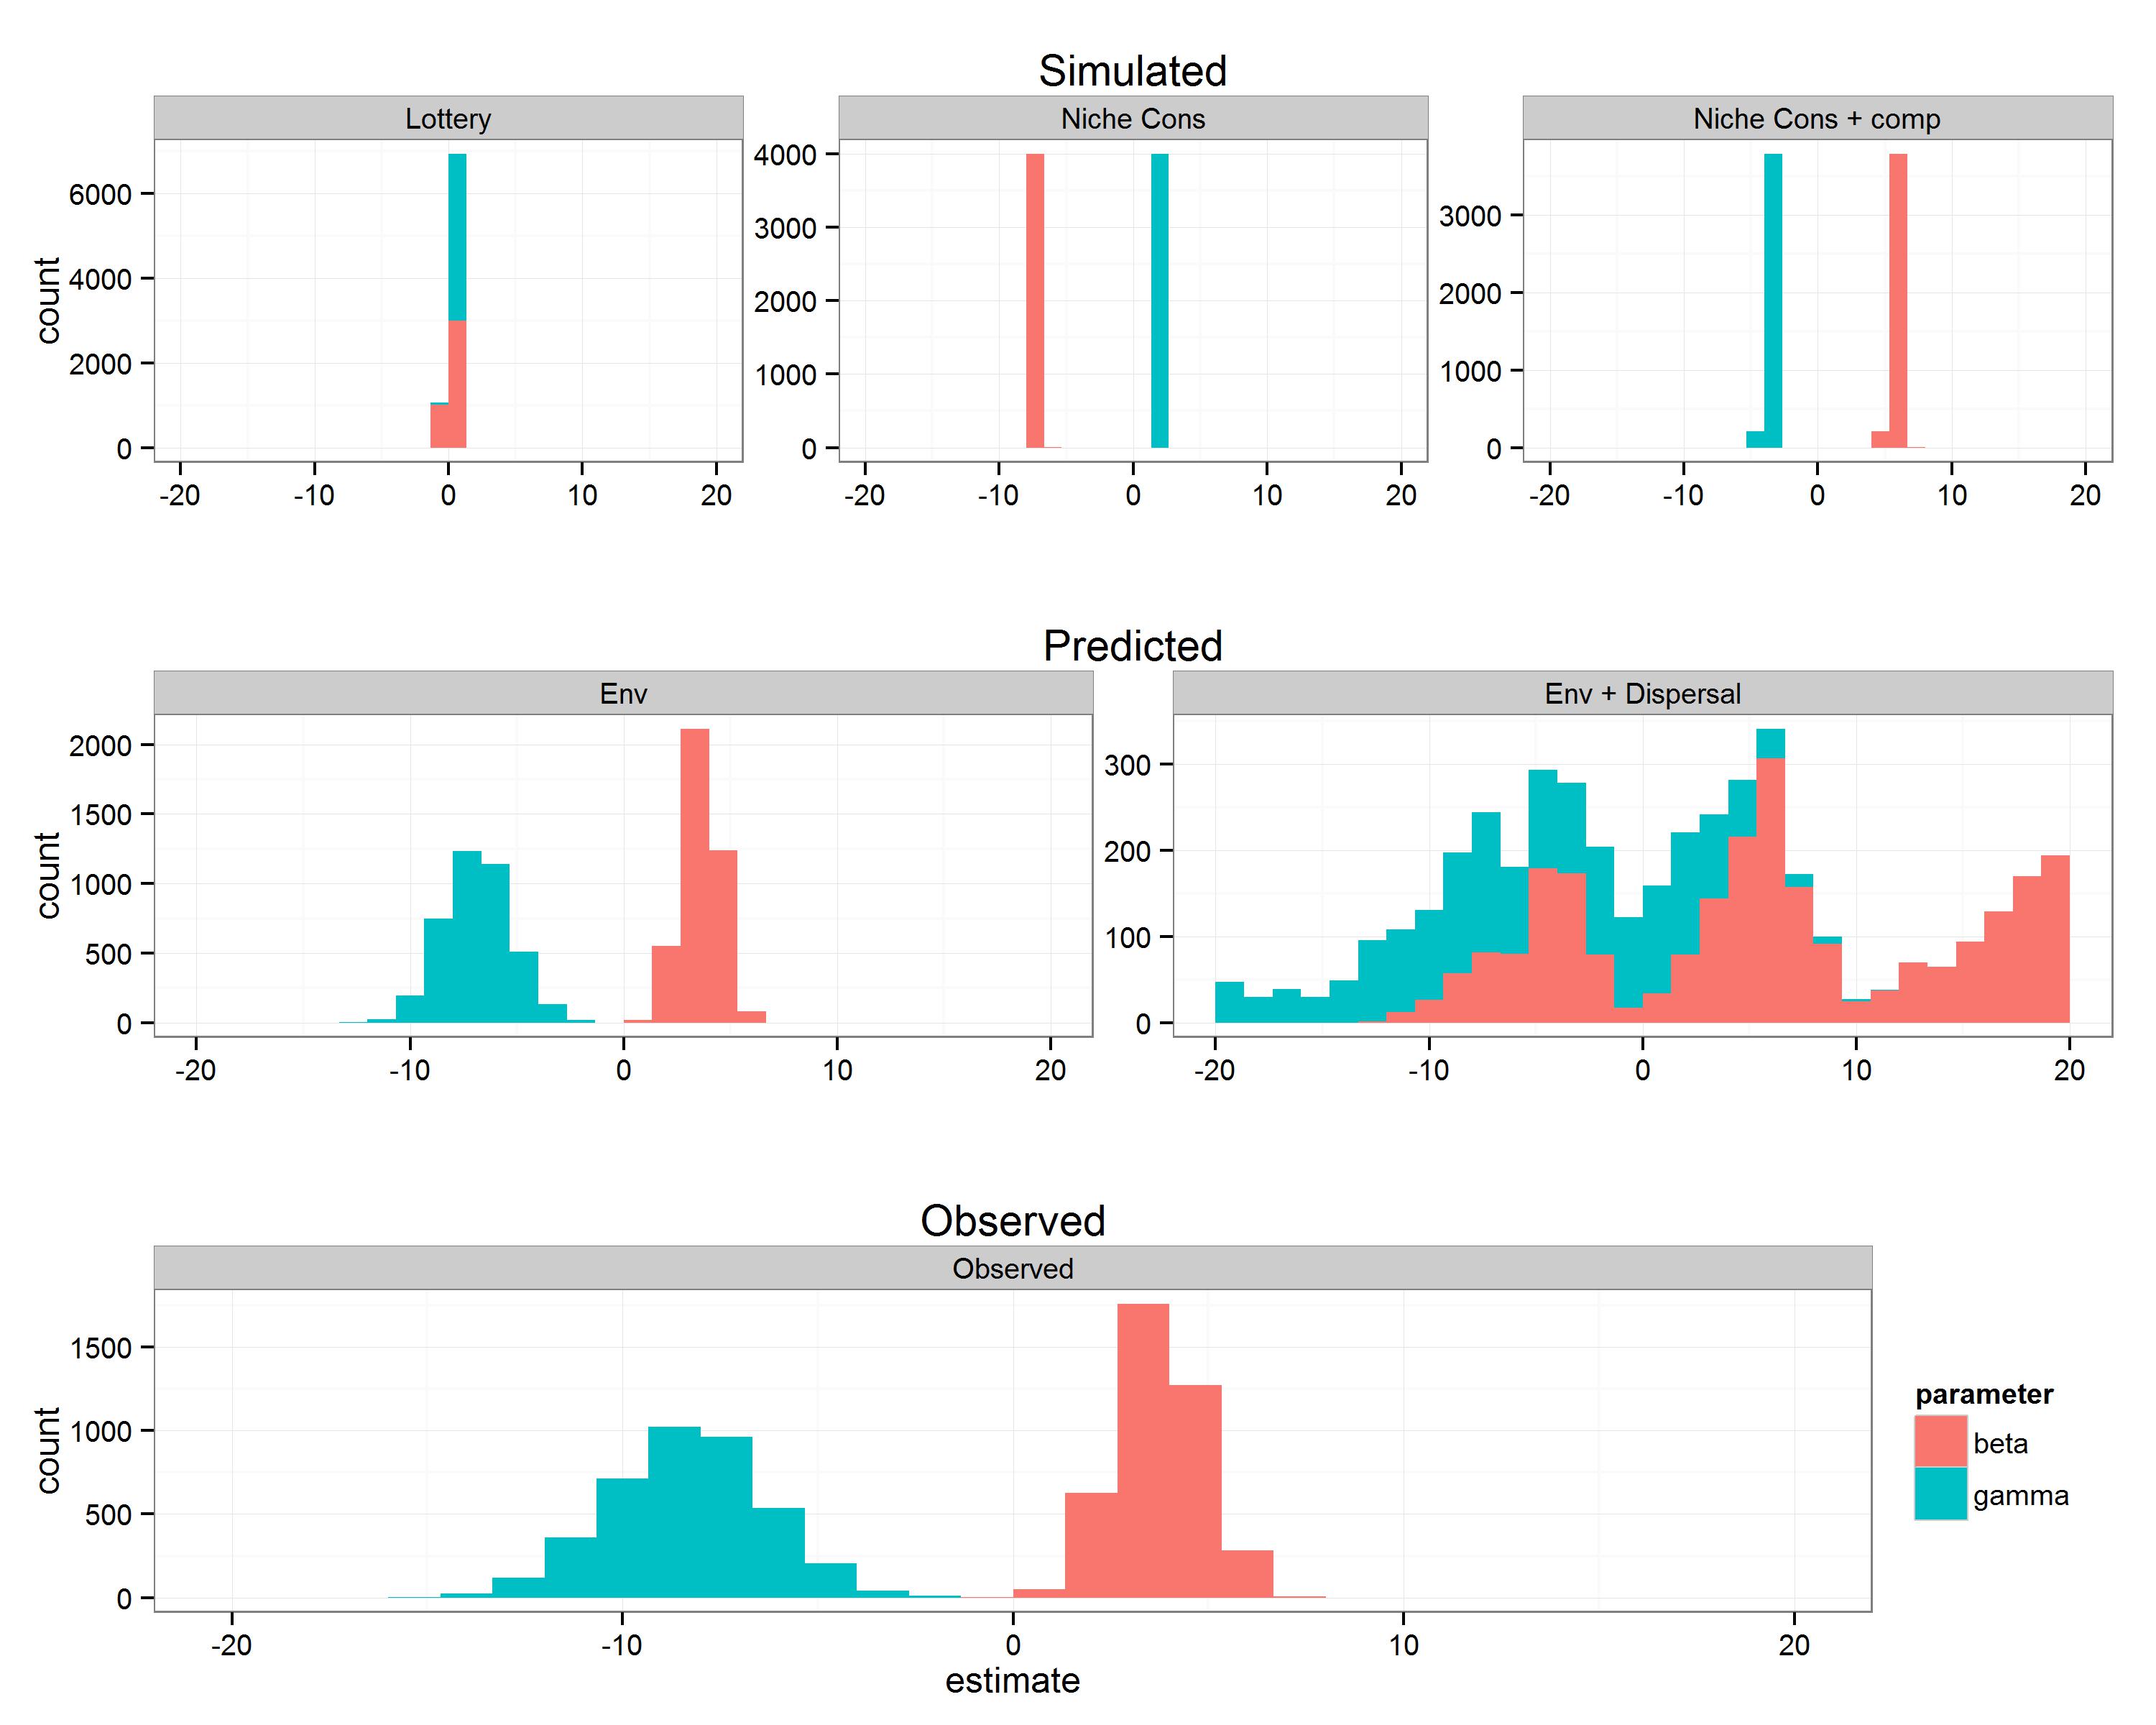 Simulated
Lottery
Niche Cons
Niche Cons + comp
count
6000
4000
2000
0
4000
3000
2000
1000
0
3000
2000
1000
0
-20 -10 0 10 20
-20 -10 0 10 20
-20 -10 0 10 20
Predicted
Env
Env + Dispersal
count
2000
1500
1000
500
0
300
200
100
0
-20 -10 0 10 20
-20 -10 0 10 20
Observed
Observed
count
1500
1000
500
0
-20 -10 0 10 20
estimate
parameter
beta
gamma